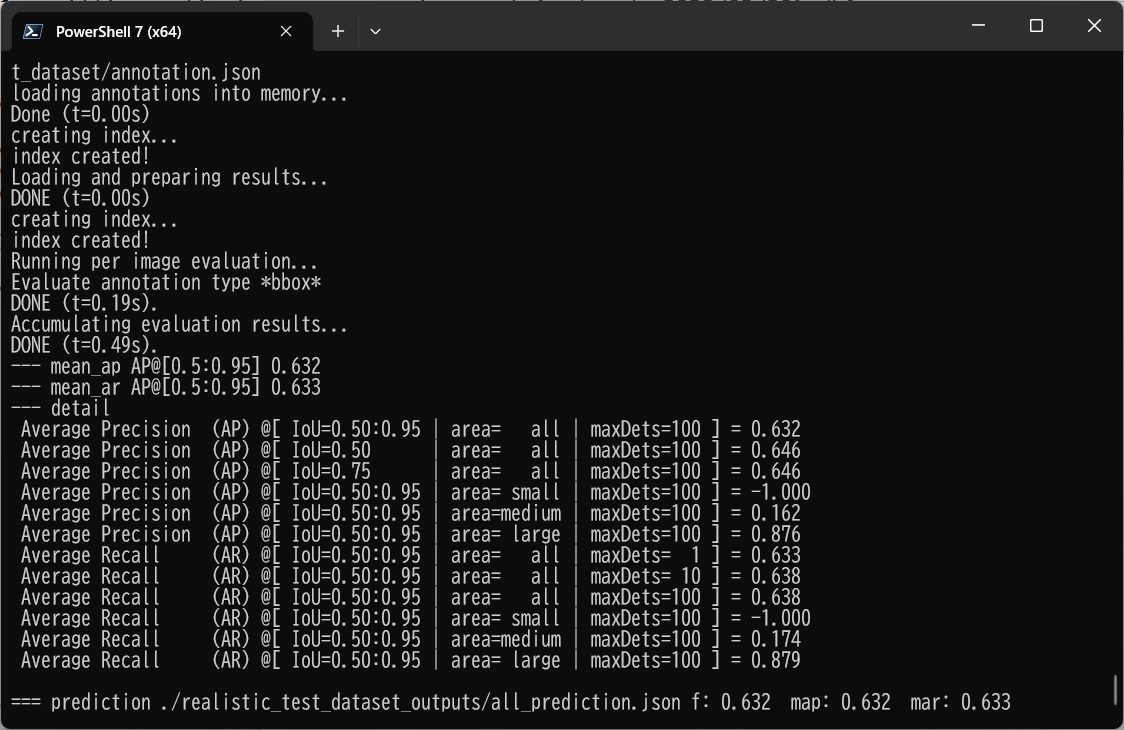 PowerShell 7 (x64)
t_dataset/annotation.json
loading annotations into memory...
Done (t=0.00s)
creating index...
index created!
Loading and preparing results...
DONE (t=0.00s)
creating index...
index created!
Running per image evaluation...
Evaluate annotation type *bbox*
DONE (t=0.19s).
Accumulating evaluation results...
DONE (t=0.49s).
--- mean_ap AP@[0.5:0.95] 0.632
--- mean_ar AP@[0.5:0.95] 0.633
--- detail
 Average Precision  (AP) @[ IoU=0.50:0.95 | area=   all | maxDets=100 ] = 0.632
 Average Precision  (AP) @[ IoU=0.50      | area=   all | maxDets=100 ] = 0.646
 Average Precision  (AP) @[ IoU=0.75      | area=   all | maxDets=100 ] = 0.646
 Average Precision  (AP) @[ IoU=0.50:0.95 | area= small | maxDets=100 ] = -1.000
 Average Precision  (AP) @[ IoU=0.50:0.95 | area=medium | maxDets=100 ] = 0.162
 Average Precision  (AP) @[ IoU=0.50:0.95 | area= large | maxDets=100 ] = 0.876
 Average Recall     (AR) @[ IoU=0.50:0.95 | area=   all | maxDets=  1 ] = 0.633
 Average Recall     (AR) @[ IoU=0.50:0.95 | area=   all | maxDets= 10 ] = 0.638
 Average Recall     (AR) @[ IoU=0.50:0.95 | area=   all | maxDets=100 ] = 0.638
 Average Recall     (AR) @[ IoU=0.50:0.95 | area= small | maxDets=100 ] = -1.000
 Average Recall     (AR) @[ IoU=0.50:0.95 | area=medium | maxDets=100 ] = 0.174
 Average Recall     (AR) @[ IoU=0.50:0.95 | area= large | maxDets=100 ] = 0.879
=== prediction ./realistic_test_dataset_outputs/all_prediction.json f: 0.632  map: 0.632  mar: 0.633